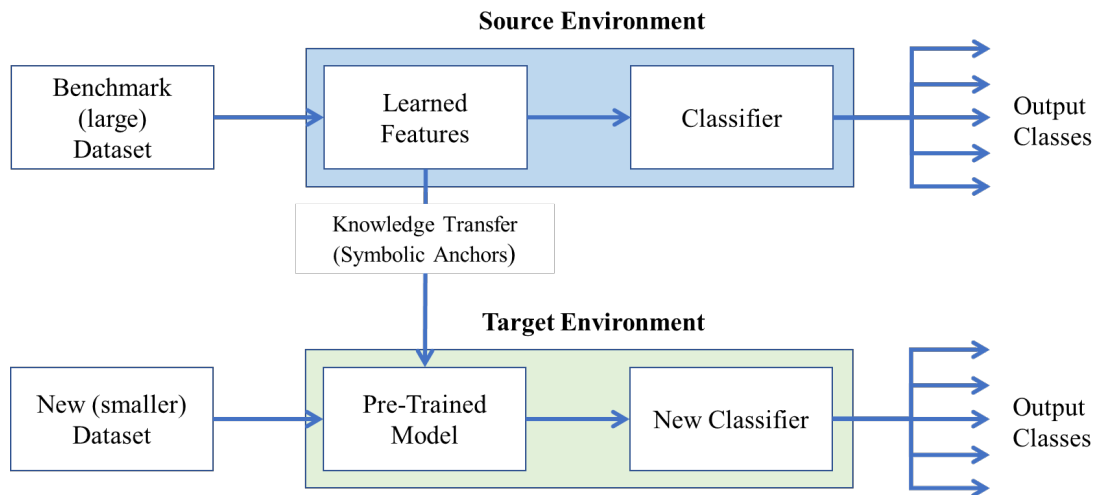 Source Environment
Benchmark
(large)
Dataset
Learned
Features
Classifier
Output
Classes
Knowledge Transfer
(Symbolic Anchors)
Target Environment
New (smaller)
Dataset
Pre-Trained
Model
New Classifier
Output
Classes